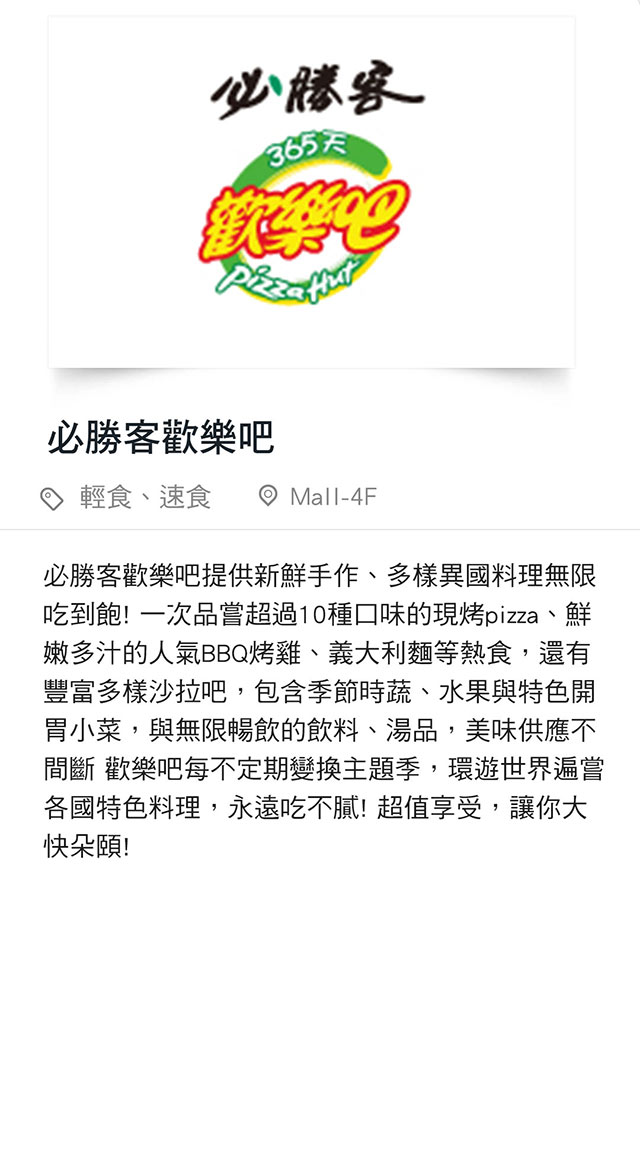 必勝客
365天
歡樂吧
Pizza Hut
必勝客歡樂吧
輕食、速食 Mall-4F
必勝客歡樂吧提供新鮮手作、多樣異國料理無限
吃到飽! 一次品嘗超過10種口味的現烤pizza、鮮
嫩多汁的人氣BBQ烤雞、義大利麵等熱食，還有
豐富多樣沙拉吧，包含季節時蔬、水果與特色開
胃小菜，與無限暢飲的飲料、湯品，美味供應不
間斷 歡樂吧每不定期變換主題季，環遊世界遍嘗
各國特色料理，永遠吃不膩! 超值享受，讓你大
快朵頤!